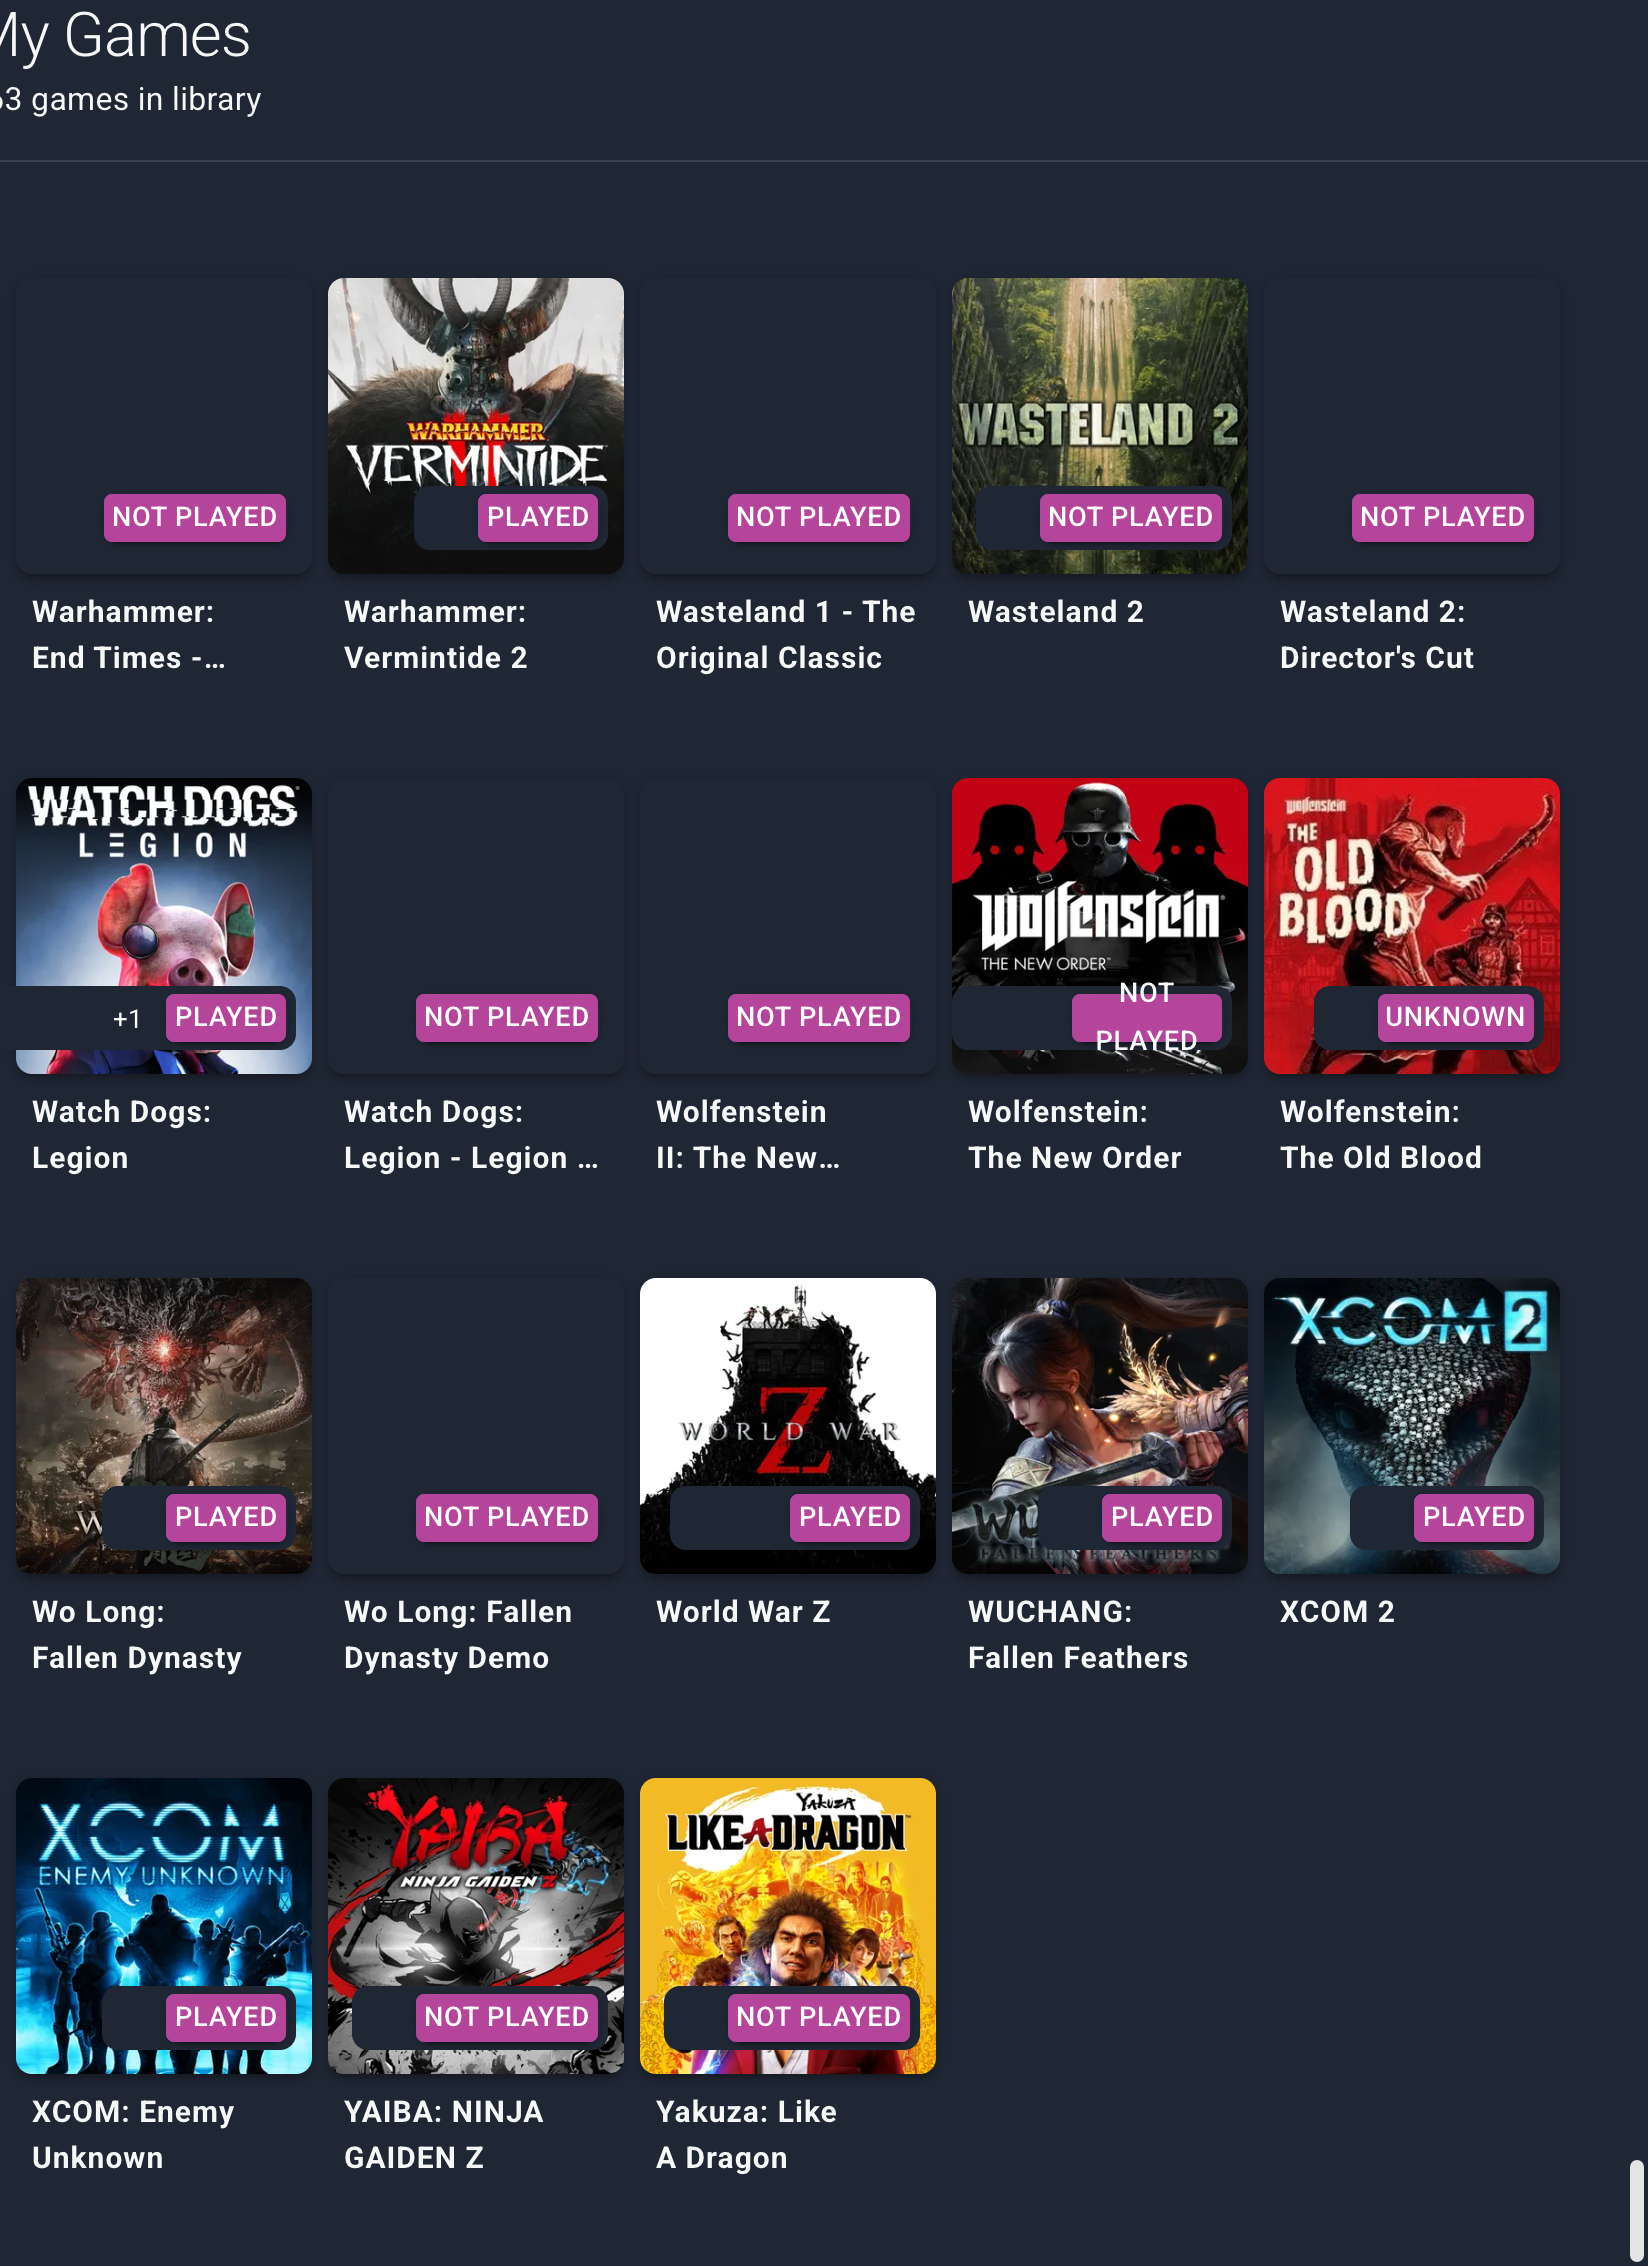 My Games
63 games in library
WARHAMMER
VERMINTIDE
WASTELAND 2
NOT PLAYED
PLAYED
NOT PLAYED
NOT PLAYED
NOT PLAYED
Warhammer:
End Times -...
Warhammer:
Vermintide 2
Wasteland 1 - The
Original Classic
Wasteland 2
Wasteland 2:
Director's Cut
WATCH DOGS
LEGION
Wolfenstein
THE NEW ORDER™
Wolfenstein
THE
OLD
BLOOD
+1
PLAYED
NOT PLAYED
NOT PLAYED
NOT
PLAYED
UNKNOWN
Watch Dogs:
Legion
Watch Dogs:
Legion - Legion ...
Wolfenstein
II: The New...
Wolfenstein:
The New Order
Wolfenstein:
The Old Blood
WORLD WAR
Z
XCOM 2
FALLEN FEATHERS
PLAYED
NOT PLAYED
PLAYED
PLAYED
PLAYED
Wo Long:
Fallen Dynasty
Wo Long: Fallen
Dynasty Demo
World War Z
WUCHANG:
Fallen Feathers
XCOM 2
XCOM
ENEMY UNKNOWN
YAIBA
NINJA GAIDEN Z
YAKUZA
LIKE A DRAGON™
PLAYED
NOT PLAYED
NOT PLAYED
XCOM: Enemy
Unknown
YAIBA: NINJA
GAIDEN Z
Yakuza: Like
A Dragon